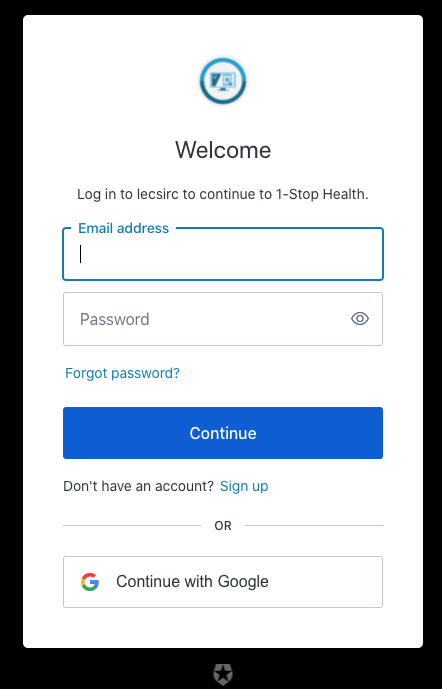 Welcome
Log in to lecsirc to continue to 1-Stop Health.
Email address
Password
Forgot password?
Continue
Don't have an account? Sign up
OR
Continue with Google